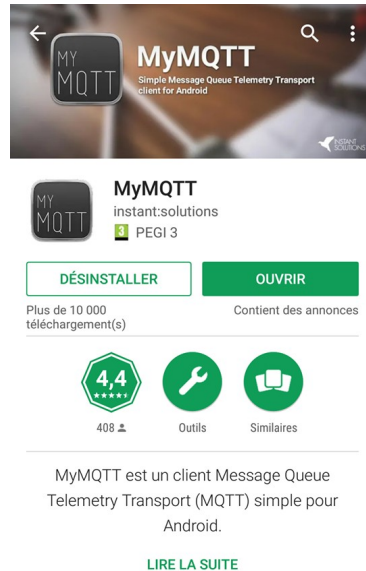 MY
MQTT
MyMQTT
Simple Message Queue Telemetry Transport
client for Android
INSTANT
SOLUTIONS
MY
MQTT
MyMQTT
instant:solutions
3 PEGI 3
DÉSINSTALLER
OUVRIR
Plus de 10 000
téléchargement(s)
Contient des annonces
4,4
408
Outils
Similaires
MyMQTT est un client Message Queue
Telemetry Transport (MQTT) simple pour
Android.
LIRE LA SUITE